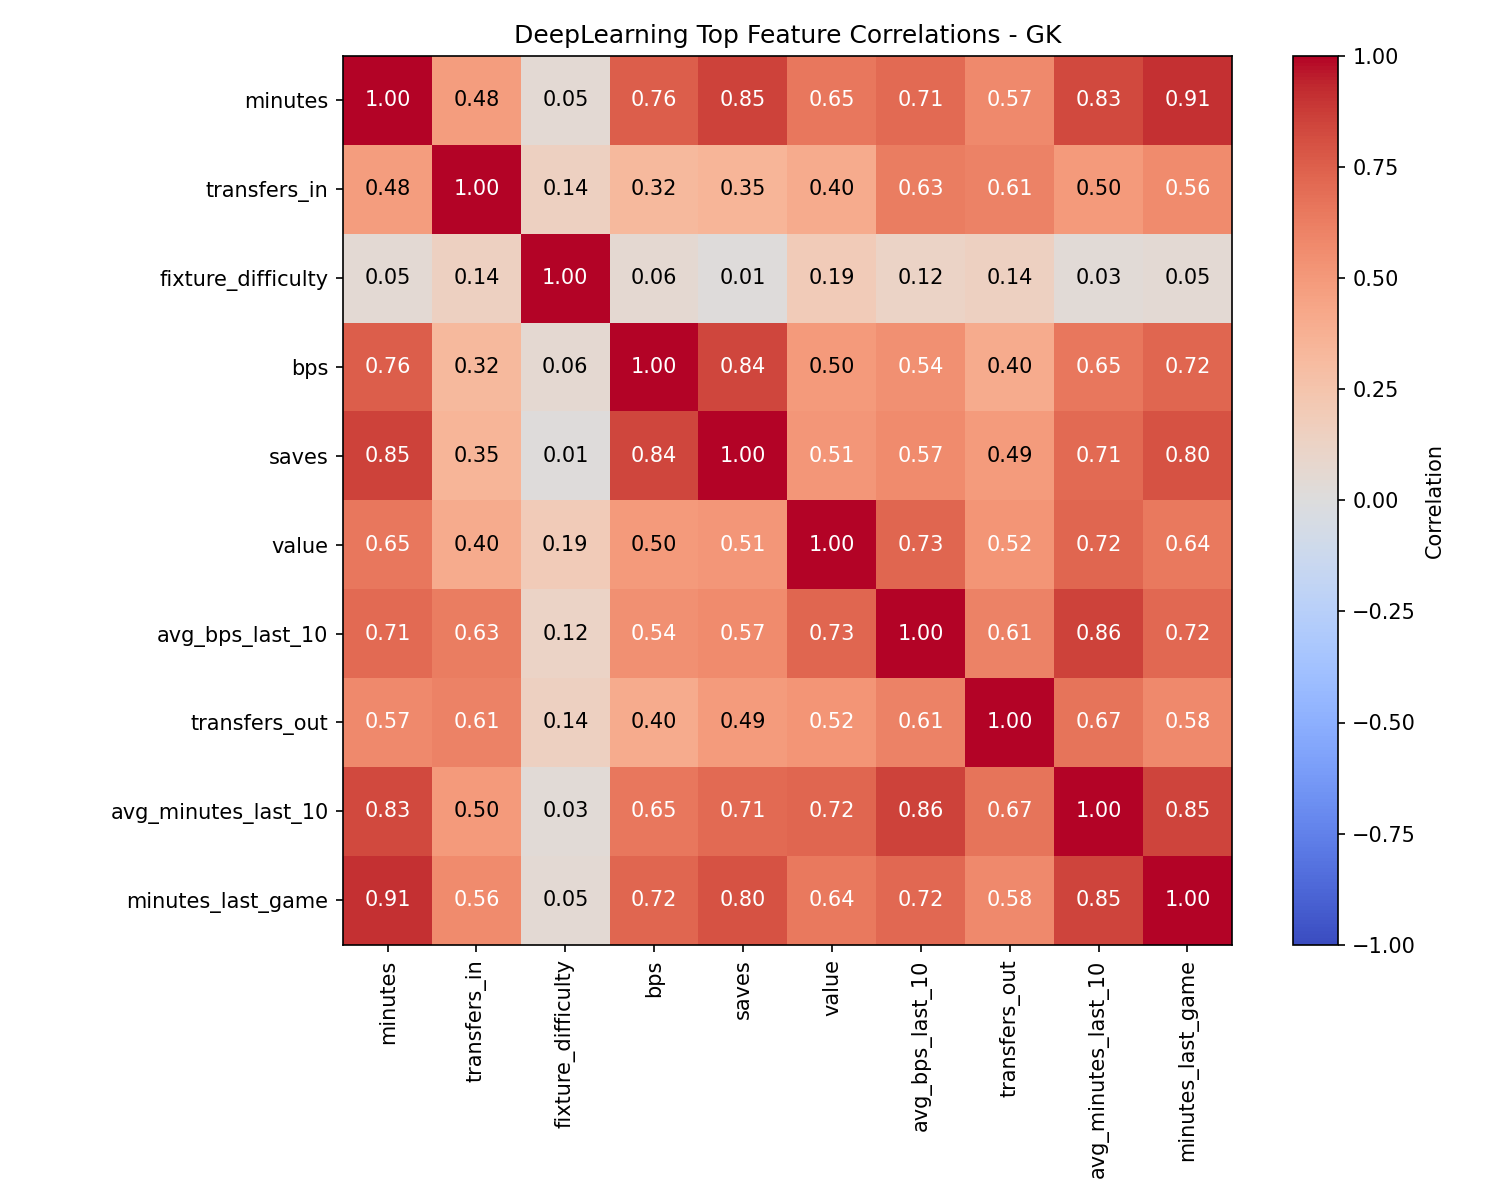 DeepLearning Top Feature Correlations - GK
minutes 1.00 0.48 0.05 0.76 0.85 0.65 0.71 0.57 0.83 0.91
transfers_in 0.48 1.00 0.14 0.32 0.35 0.40 0.63 0.61 0.50 0.56
fixture_difficulty 0.05 0.14 1.00 0.06 0.01 0.19 0.12 0.14 0.03 0.05
bps 0.76 0.32 0.06 1.00 0.84 0.50 0.54 0.40 0.65 0.72
saves 0.85 0.35 0.01 0.84 1.00 0.51 0.57 0.49 0.71 0.80
value 0.65 0.40 0.19 0.50 0.51 1.00 0.73 0.52 0.72 0.64
avg_bps_last_10 0.71 0.63 0.12 0.54 0.57 0.73 1.00 0.61 0.86 0.72
transfers_out 0.57 0.61 0.14 0.40 0.49 0.52 0.61 1.00 0.67 0.58
avg_minutes_last_10 0.83 0.50 0.03 0.65 0.71 0.72 0.86 0.67 1.00 0.85
minutes_last_game 0.91 0.56 0.05 0.72 0.80 0.64 0.72 0.58 0.85 1.00
minutes
transfers_in
fixture_difficulty
bps
saves
value
avg_bps_last_10
transfers_out
avg_minutes_last_10
minutes_last_game
1.00
0.75
0.50
0.25
0.00
−0.25
−0.50
−0.75
−1.00
Correlation